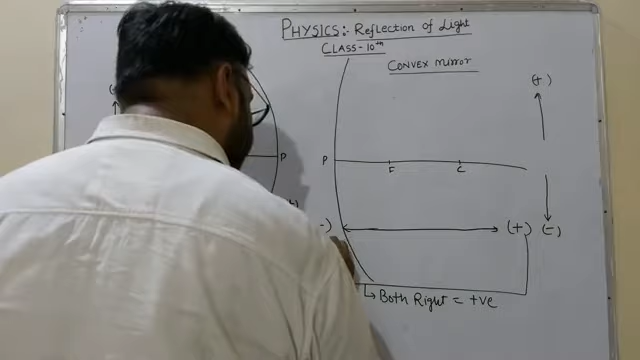 PHYSICS: Reflection of Light
CLASS-10th
CONVEX MIRROR
(+)
P
P
F
C
(+)
(-)
Both Right = +ve